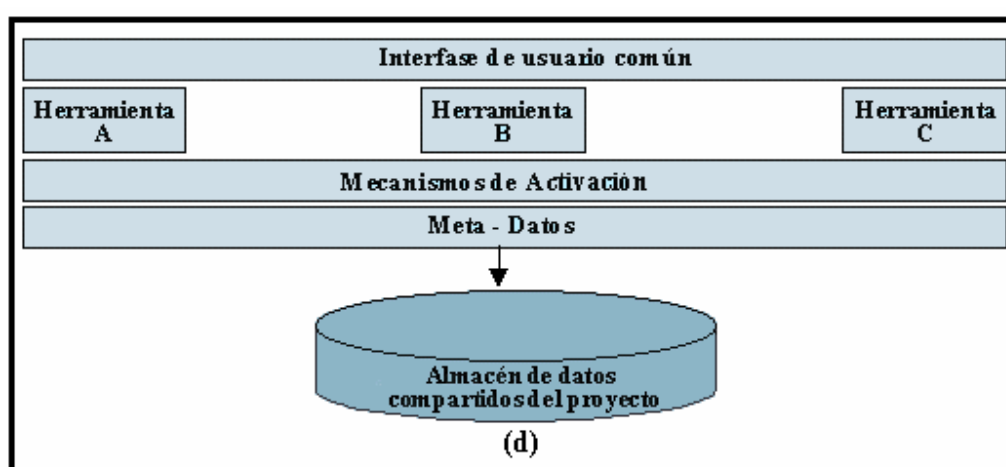 Interfase de usuario común
Herramienta
A
Herramienta
B
Herramienta
C
Mecanismos de Activación
Meta - Datos
Almacén de datos
compartidos del proyecto
(d)